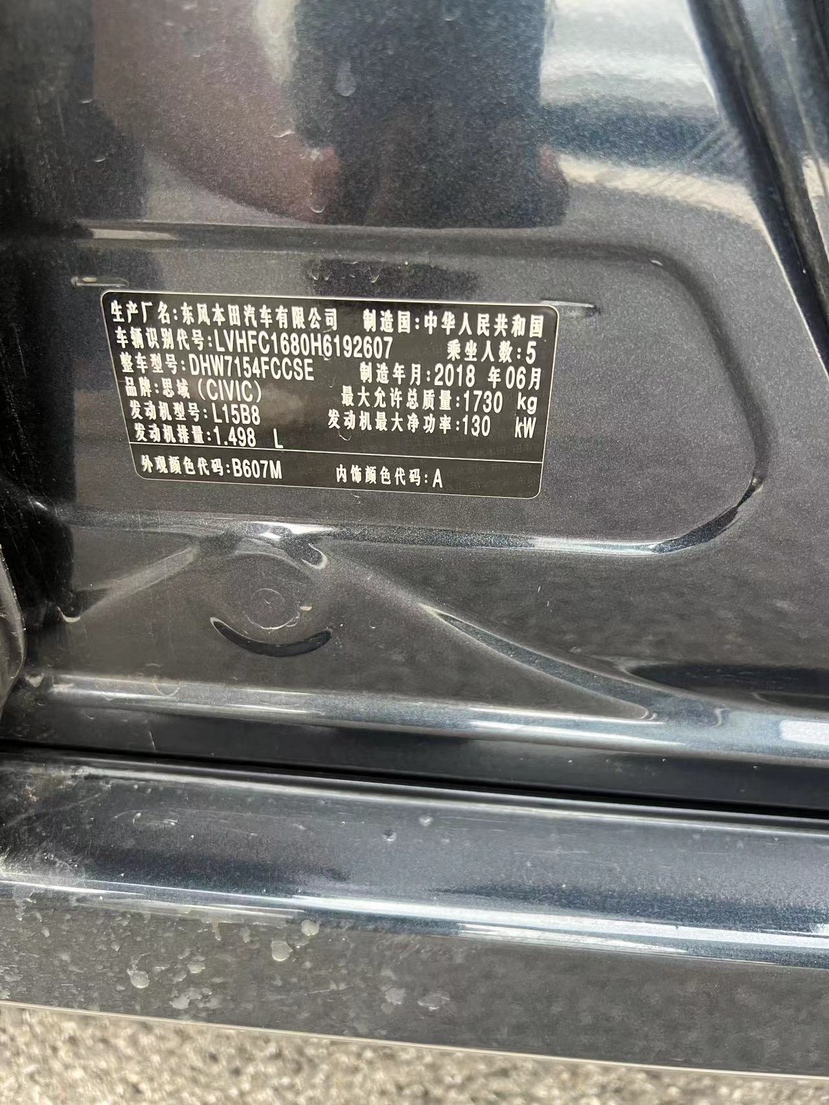 生产厂名:东风本田汽车有限公司 制造国:中华人民共和国
车辆识别代号:LVHFC1680H6192607 乘坐人数:5
整车型号:DHW7154FCCSE 制造年月:2018 年06月
品牌:思域(CIVIC) 最大允许总质量:1730 kg
发动机型号:L15B8 发动机最大净功率:130 kW
发动机排量:1.498 L
外观颜色代码:B607M 内饰颜色代码:A